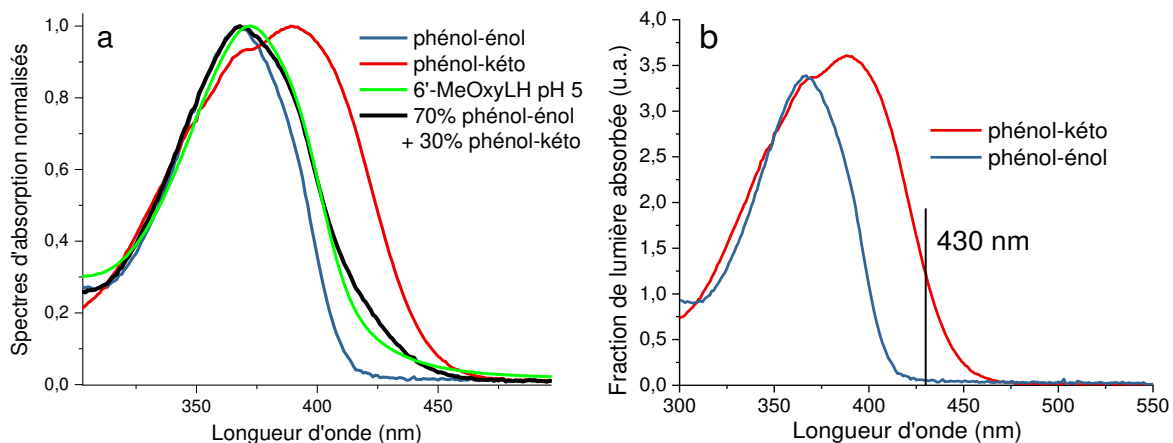 a
phénol-énol
phénol-kéto
6'-MeOxyLH pH 5
70% phénol-énol
+ 30% phénol-kéto
Spectres d'absorption normalisés
1,0
0,8
0,6
0,4
0,2
0,0
350
400
450
Longueur d'onde (nm)
b
phénol-kéto
phénol-énol
430 nm
Fraction de lumière absorbée (u.a.)
4,0
3,5
3,0
2,5
2,0
1,5
1,0
0,5
0,0
300
350
400
450
500
550
Longueur d'onde (nm)